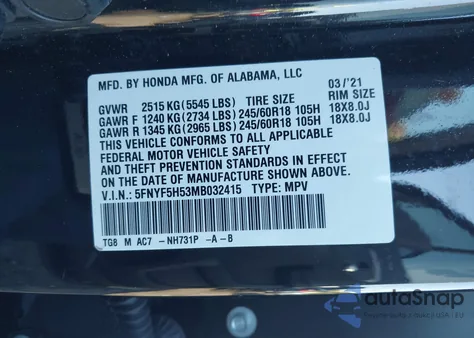 MFD. BY HONDA MFG. OF ALABAMA, LLC
03/'21
GVWR 2515 KG (5545 LBS) TIRE SIZE RIM SIZE
GAWR F 1240 KG (2734 LBS) 245/60R18 105H 18X8.0J
GAWR R 1345 KG (2965 LBS) 245/60R18 105H 18X8.0J
THIS VEHICLE CONFORMS TO ALL APPLICABLE
FEDERAL MOTOR VEHICLE SAFETY
AND THEFT PREVENTION STANDARDS IN EFFECT ON
THE DATE OF MANUFACTURE SHOWN ABOVE.
V.I.N.: 5FNYF5H53MB032415 TYPE: MPV
TG8 M AC7 -NH731P -A-B
autoSnap